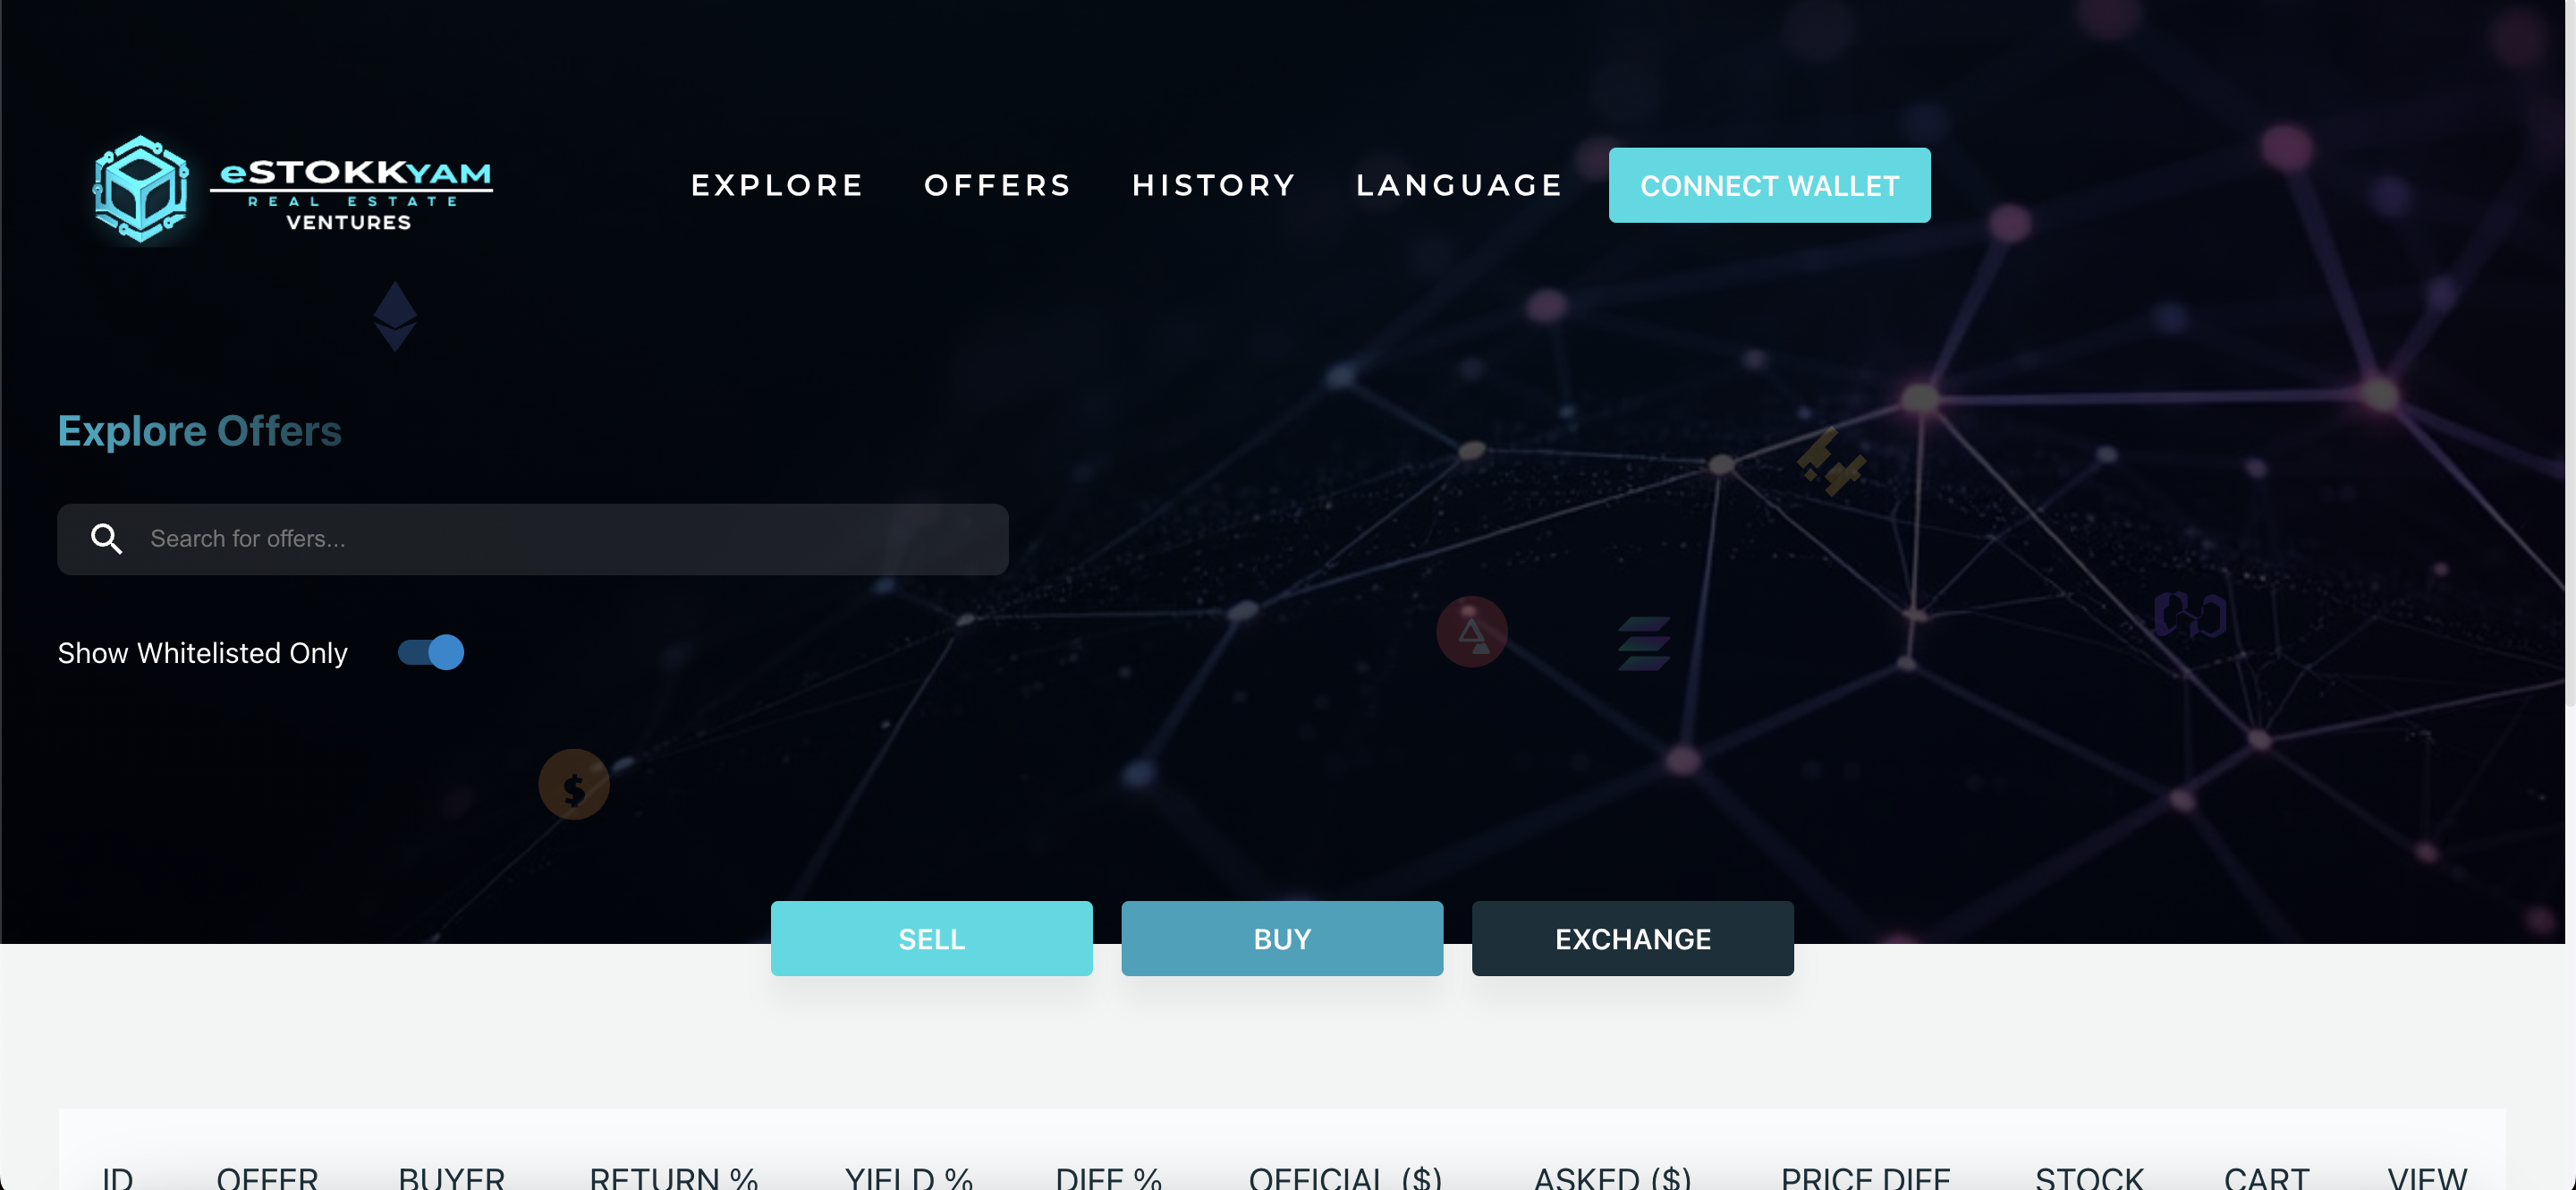 eSTOKKYAM
REAL ESTATE
VENTURES
EXPLORE OFFERS HISTORY LANGUAGE CONNECT WALLET
Explore Offers
Search for offers...
Show Whitelisted Only
$
SELL BUY EXCHANGE
ID OFFER BUYER RETURN % YIELD % DIFF % OFFICIAL ($) ASKED ($) PRICE DIFF STOCK CART VIEW